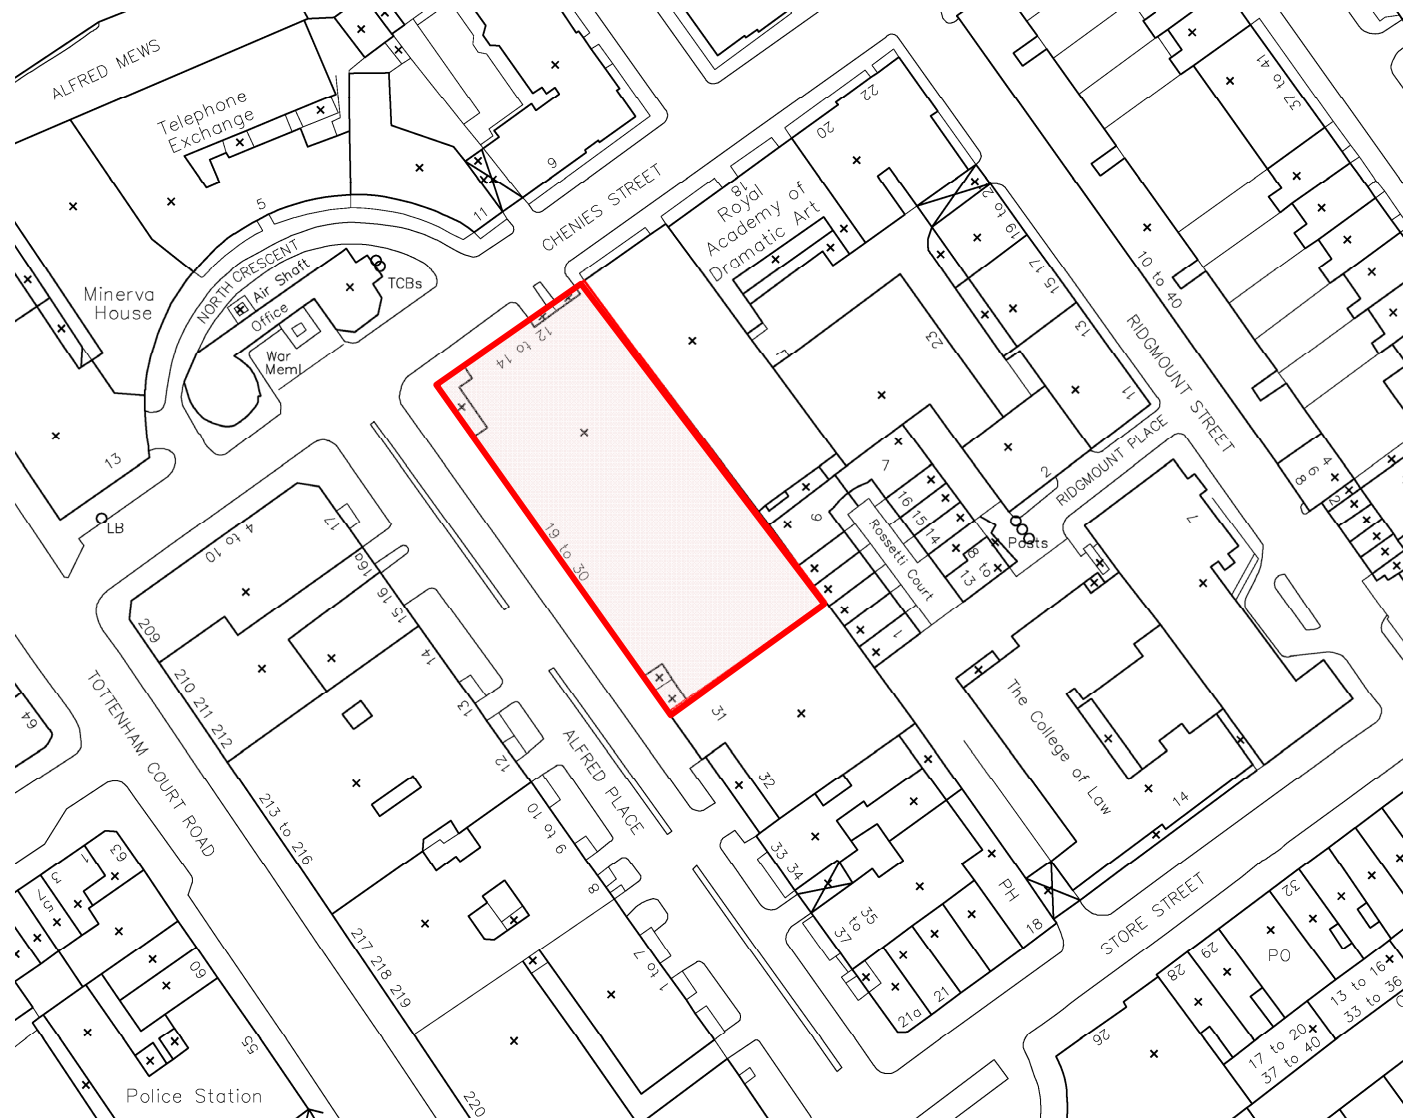 ALFRED MEWS
Telephone
Exchange
5
11
9
CHENIES STREET
NORTH CRESCENT
Air Shaft
Office
TCBs
War
Meml
Minerva
House
13
LB
18
Royal
Academy of
Dramatic Art
20
22
19 to 21
15 17
13
11
23
2
37 to 41
10 to 40
RIDGMOUNT STREET
RIDGMOUNT PLACE
4
6
8
2
12 to 14
19 to 30
7
16
15
14
8 to
13
9
1
Rossetti Court
Posts
7
4 to 10
17
16a
15 16
14
13
12
209
210 211 212
213 to 216
10 to 9
8
1 to 7
217 218 219
220
TOTTENHAM COURT ROAD
64
ALFRED PLACE
31
32
33 34
35
to
37
The College of Law
14
PH
18
21
21a
STORE STREET
63
1
3
57
60
55
Police Station
32
PO
29
28
26
13 to 16
33 to 36
17 to 20
37 to 40